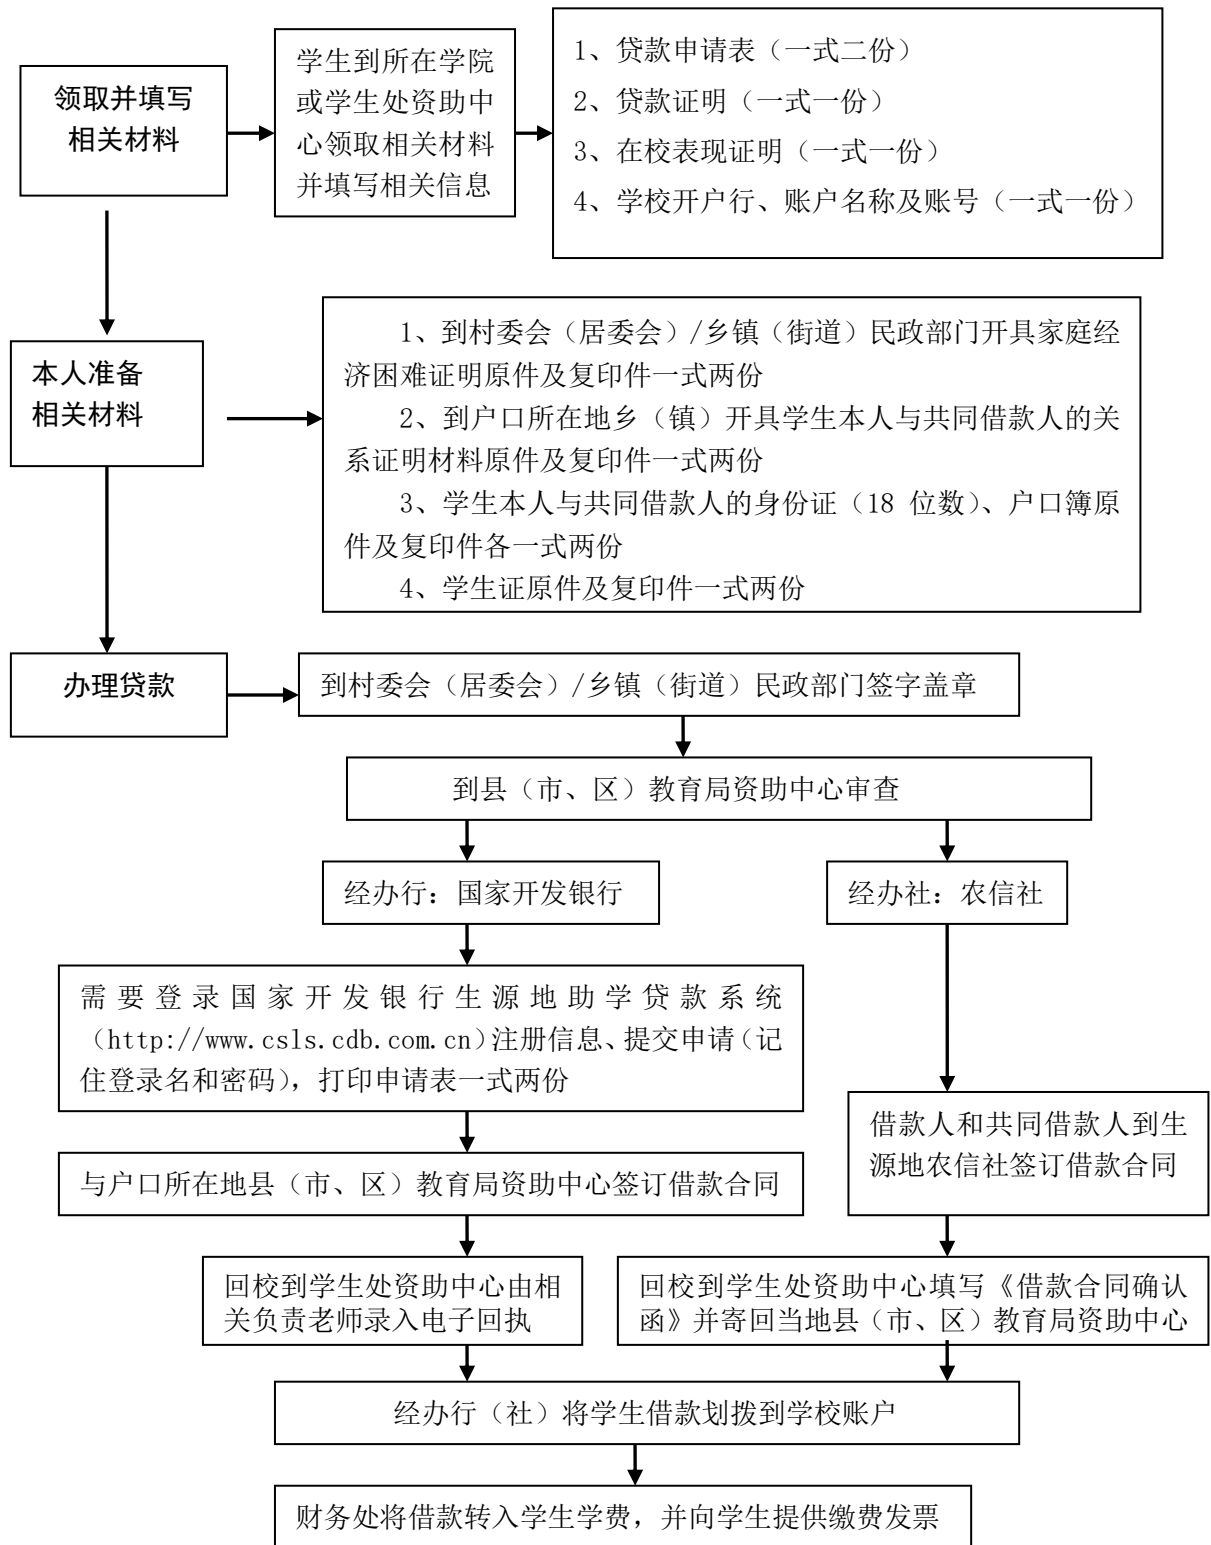 领取并填写
相关材料
学生到所在学院
或学生处资助中
心领取相关材料
并填写相关信息
1、贷款申请表（一式二份）
2、贷款证明（一式一份）
3、在校表现证明（一式一份）
4、学校开户行、账户名称及账号（一式一份）
本人准备
相关材料
1、到村委会（居委会）/乡镇（街道）民政部门开具家庭经
济困难证明原件及复印件一式两份
2、到户口所在地乡（镇）开具学生本人与共同借款人的关
系证明材料原件及复印件一式两份
3、学生本人与共同借款人的身份证（18 位数）、户口簿原
件及复印件各一式两份
4、学生证原件及复印件一式两份
办理贷款
到村委会（居委会）/乡镇（街道）民政部门签字盖章
到县（市、区）教育局资助中心审查
经办行：国家开发银行
经办社：农信社
需要登录国家开发银行生源地助学贷款系统
（http://www.csls.cdb.com.cn）注册信息、提交申请（记
住登录名和密码），打印申请表一式两份
借款人和共同借款人到生
源地农信社签订借款合同
与户口所在地县（市、区）教育局资助中心签订借款合同
回校到学生处资助中心由相
关负责老师录入电子回执
回校到学生处资助中心填写《借款合同确认
函》并寄回当地县（市、区）教育局资助中心
经办行（社）将学生借款划拨到学校账户
财务处将借款转入学生学费，并向学生提供缴费发票